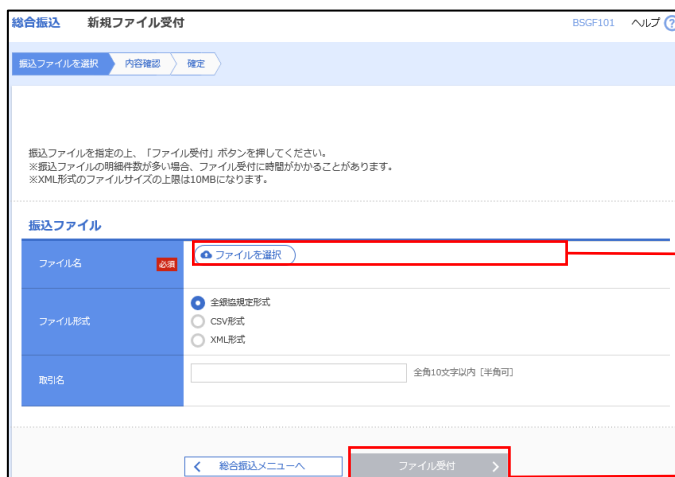 総合振込 新規ファイル受付 BSGF101 ヘルプ ?
振込ファイルを選択 内容確認 確定
振込ファイルを指定の上、「ファイル受付」ボタンを押してください。
※振込ファイルの明細件数が多い場合、ファイル受付に時間がかかることがあります。
※XML形式のファイルサイズの上限は10MBになります。
振込ファイル
ファイル名 必須 ファイルを選択
ファイル形式
全銀協規定形式
CSV形式
XML形式
取引名 全角10文字以内［半角可］
総合振込メニューへ ファイル受付